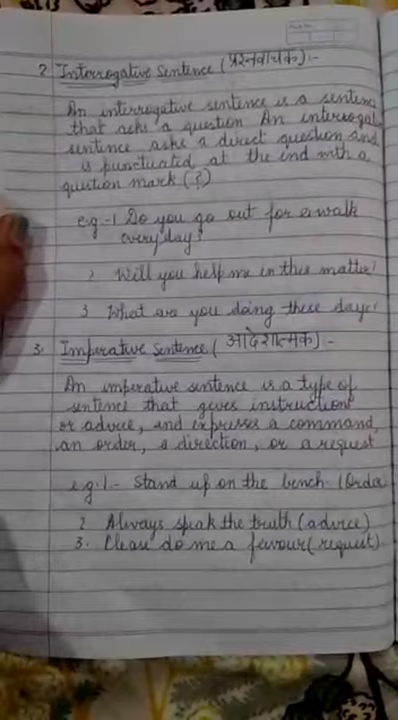 2 Interrogative Sentence (प्रश्नवाचक) :-
An interrogative sentence is a sentence
that asks a question. An interrogat
sentence asks a direct question and
is punctuated at the end with a
question mark (?)
e.g.-1 Do you go out for a walk
everyday?
2 Will you help me in this matter?
3 What are you doing these days?
3. Imperative Sentence (आदेशात्मक) :-
An imperative sentence is a type of
sentence that gives instruction
or advice, and expresses a command,
an order, a direction, or a request
e.g. 1- Stand up on the bench. (Order
2 Always speak the truth (advice)
3. Please do me a favour (request)